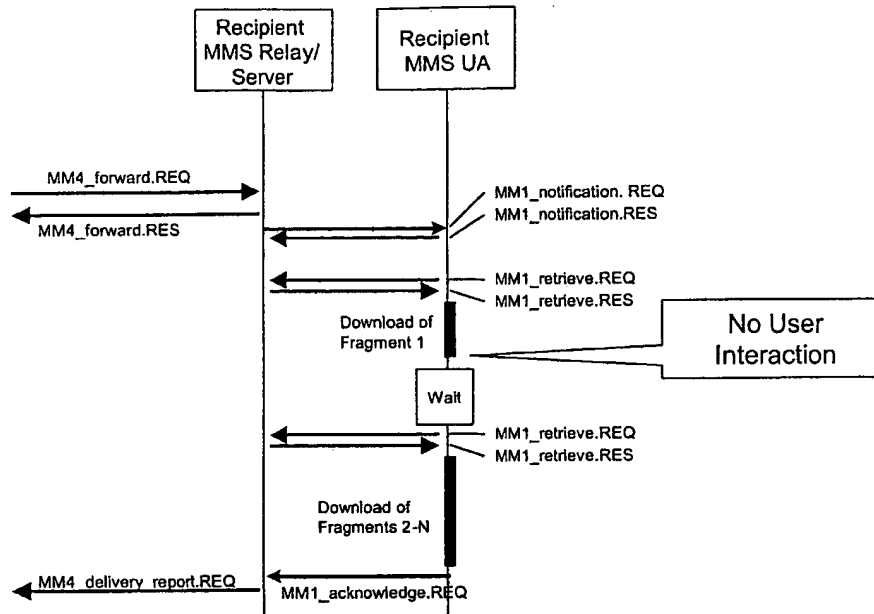 Recipient
MMS Relay/
Server
Recipient
MMS UA
MM4_forward.REQ
MM4_forward.RES
MM1_notification. REQ
MM1_notification.RES
MM1_retrieve.REQ
MM1_retrieve.RES
Download of
Fragment 1
No User
Interaction
Wait
MM1_retrieve.REQ
MM1_retrieve.RES
Download of
Fragments 2-N
MM4_delivery_report.REQ
MM1_acknowledge.REQ